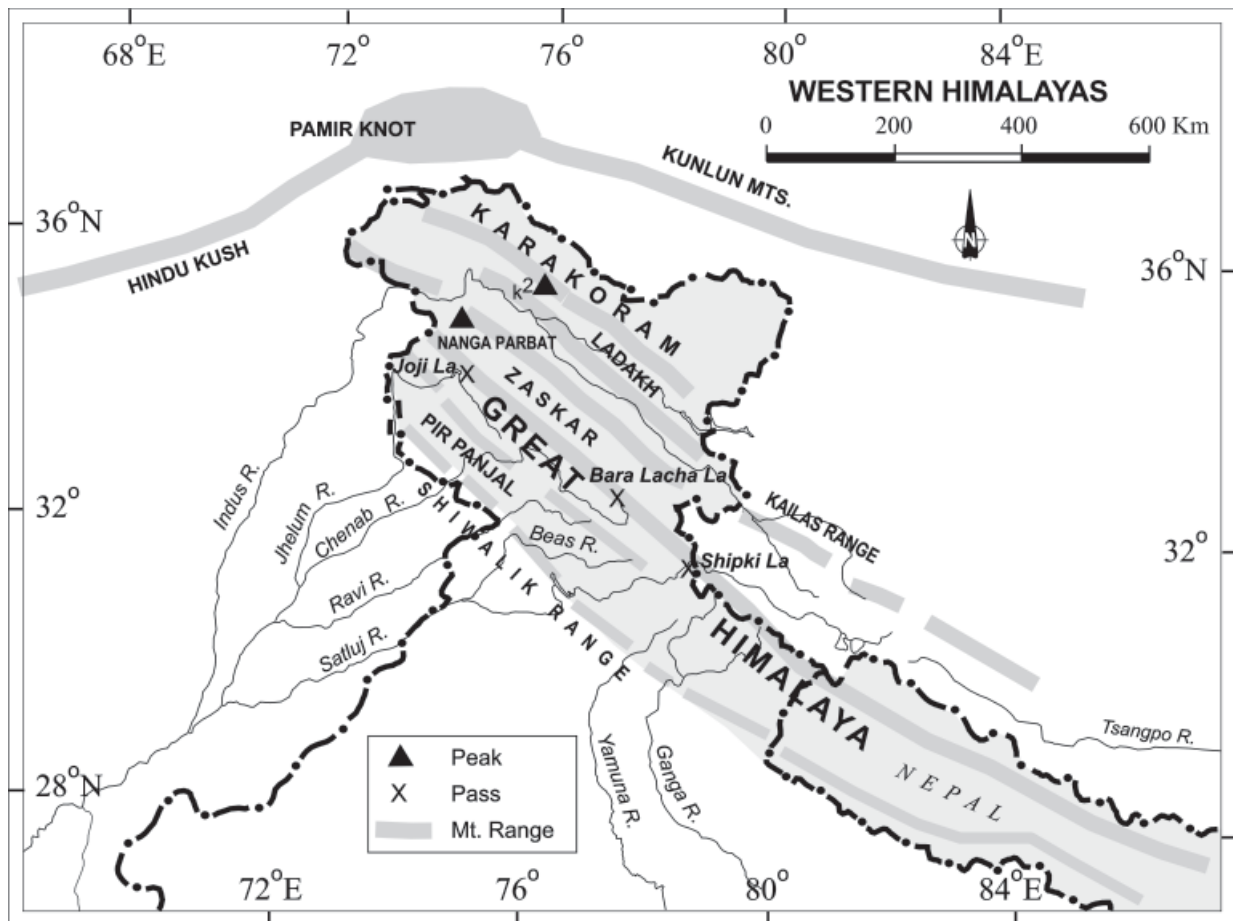 68°E
72°
76°
80°
84°E
WESTERN HIMALAYAS
0 200 400 600 Km
PAMIR KNOT
KUNLUN MTS.
N
36°N
HINDU KUSH
KARAKORAM
36°N
k2
NANGA PARBAT
LADAKH
Joji La
ZASKAR
GREAT
PIR PANJAL
Bara Lacha La
32°
Indus R.
Jhelum R.
Chenab R.
SHIWALIK RANGE
Beas R.
KAILAS RANGE
32°
Shipki La
Ravi R.
Satluj R.
HIMALAYA
Tsangpo R.
28°N
Peak
Pass
Mt. Range
Yamuna R.
Ganga R.
NEPAL
28°N
72°E
76°
80°
84°E